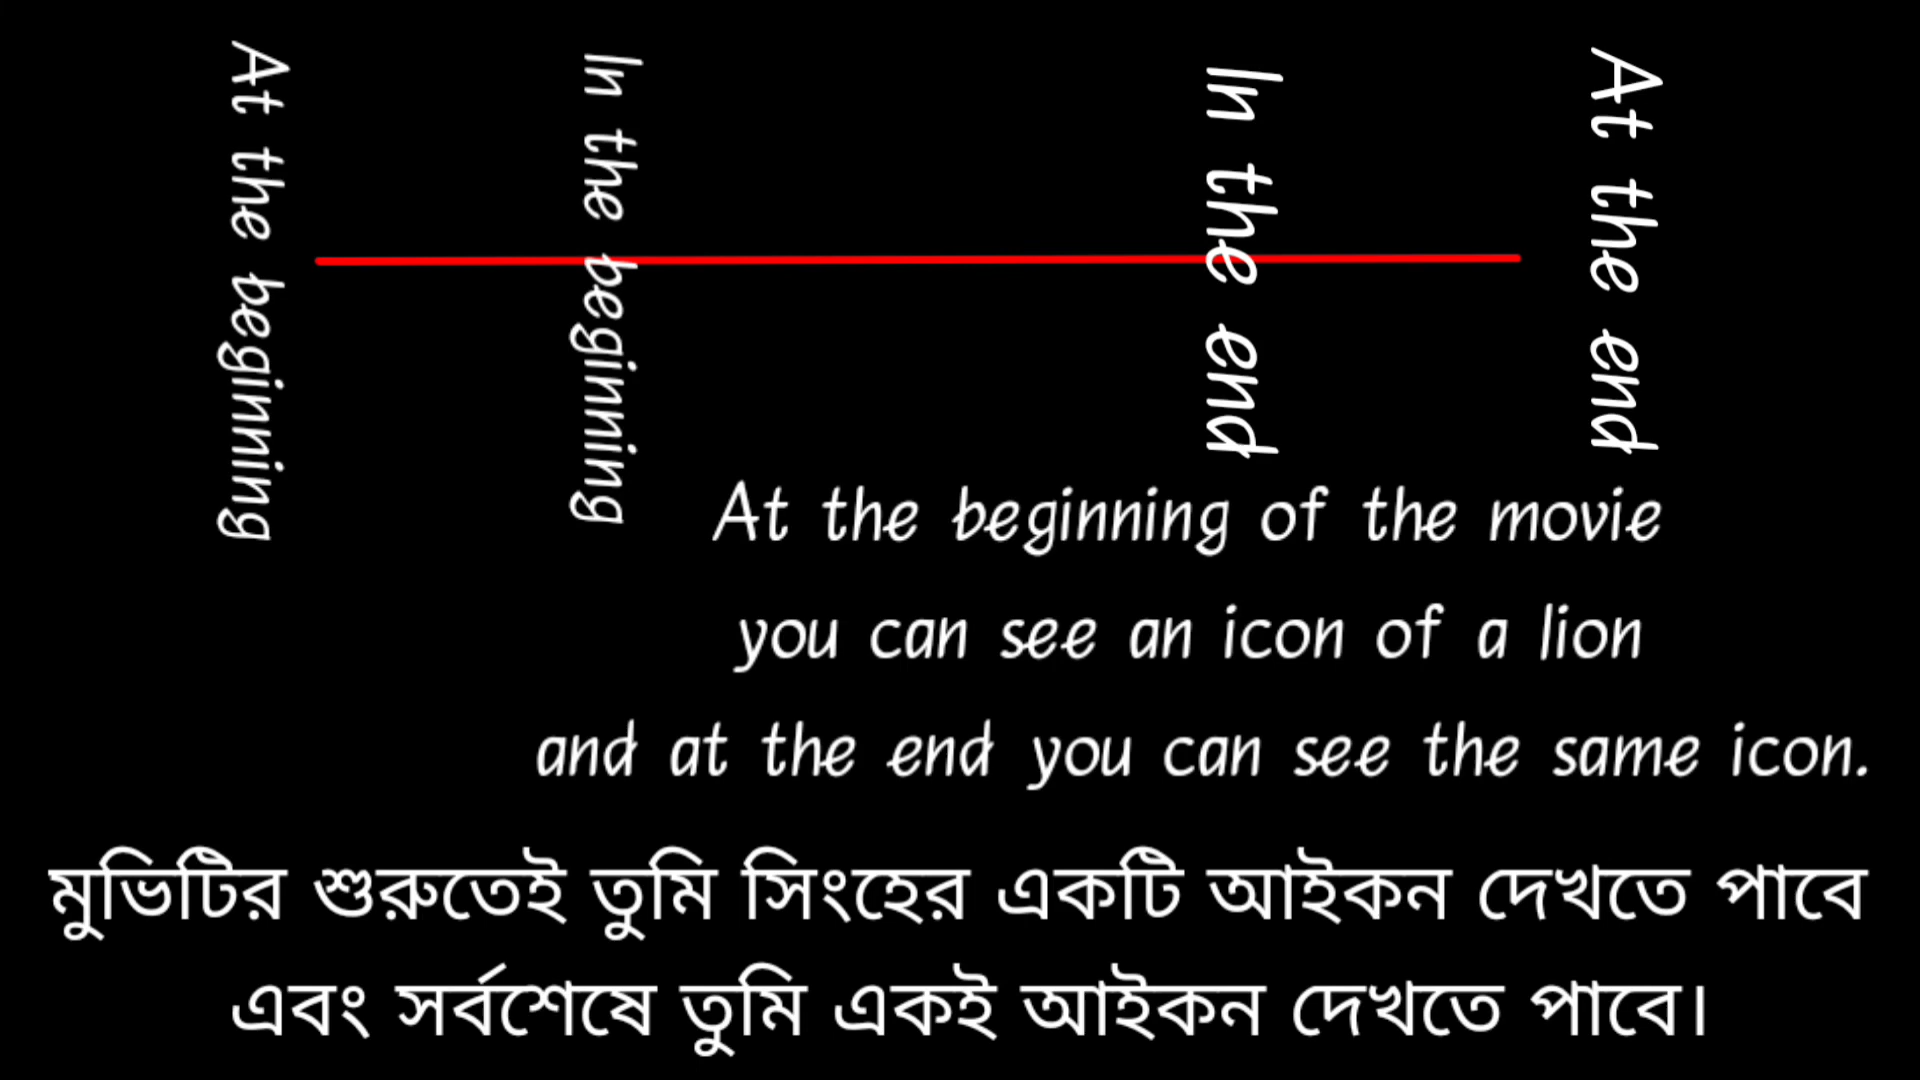 At the beginning
In the beginning
In the end
At the end
At the beginning of the movie
you can see an icon of a lion
and at the end you can see the same icon.
মুভিটির শুরুতেই তুমি সিংহের একটি আইকন দেখতে পাবে
এবং সর্বশেষে তুমি একই আইকন দেখতে পাবে।